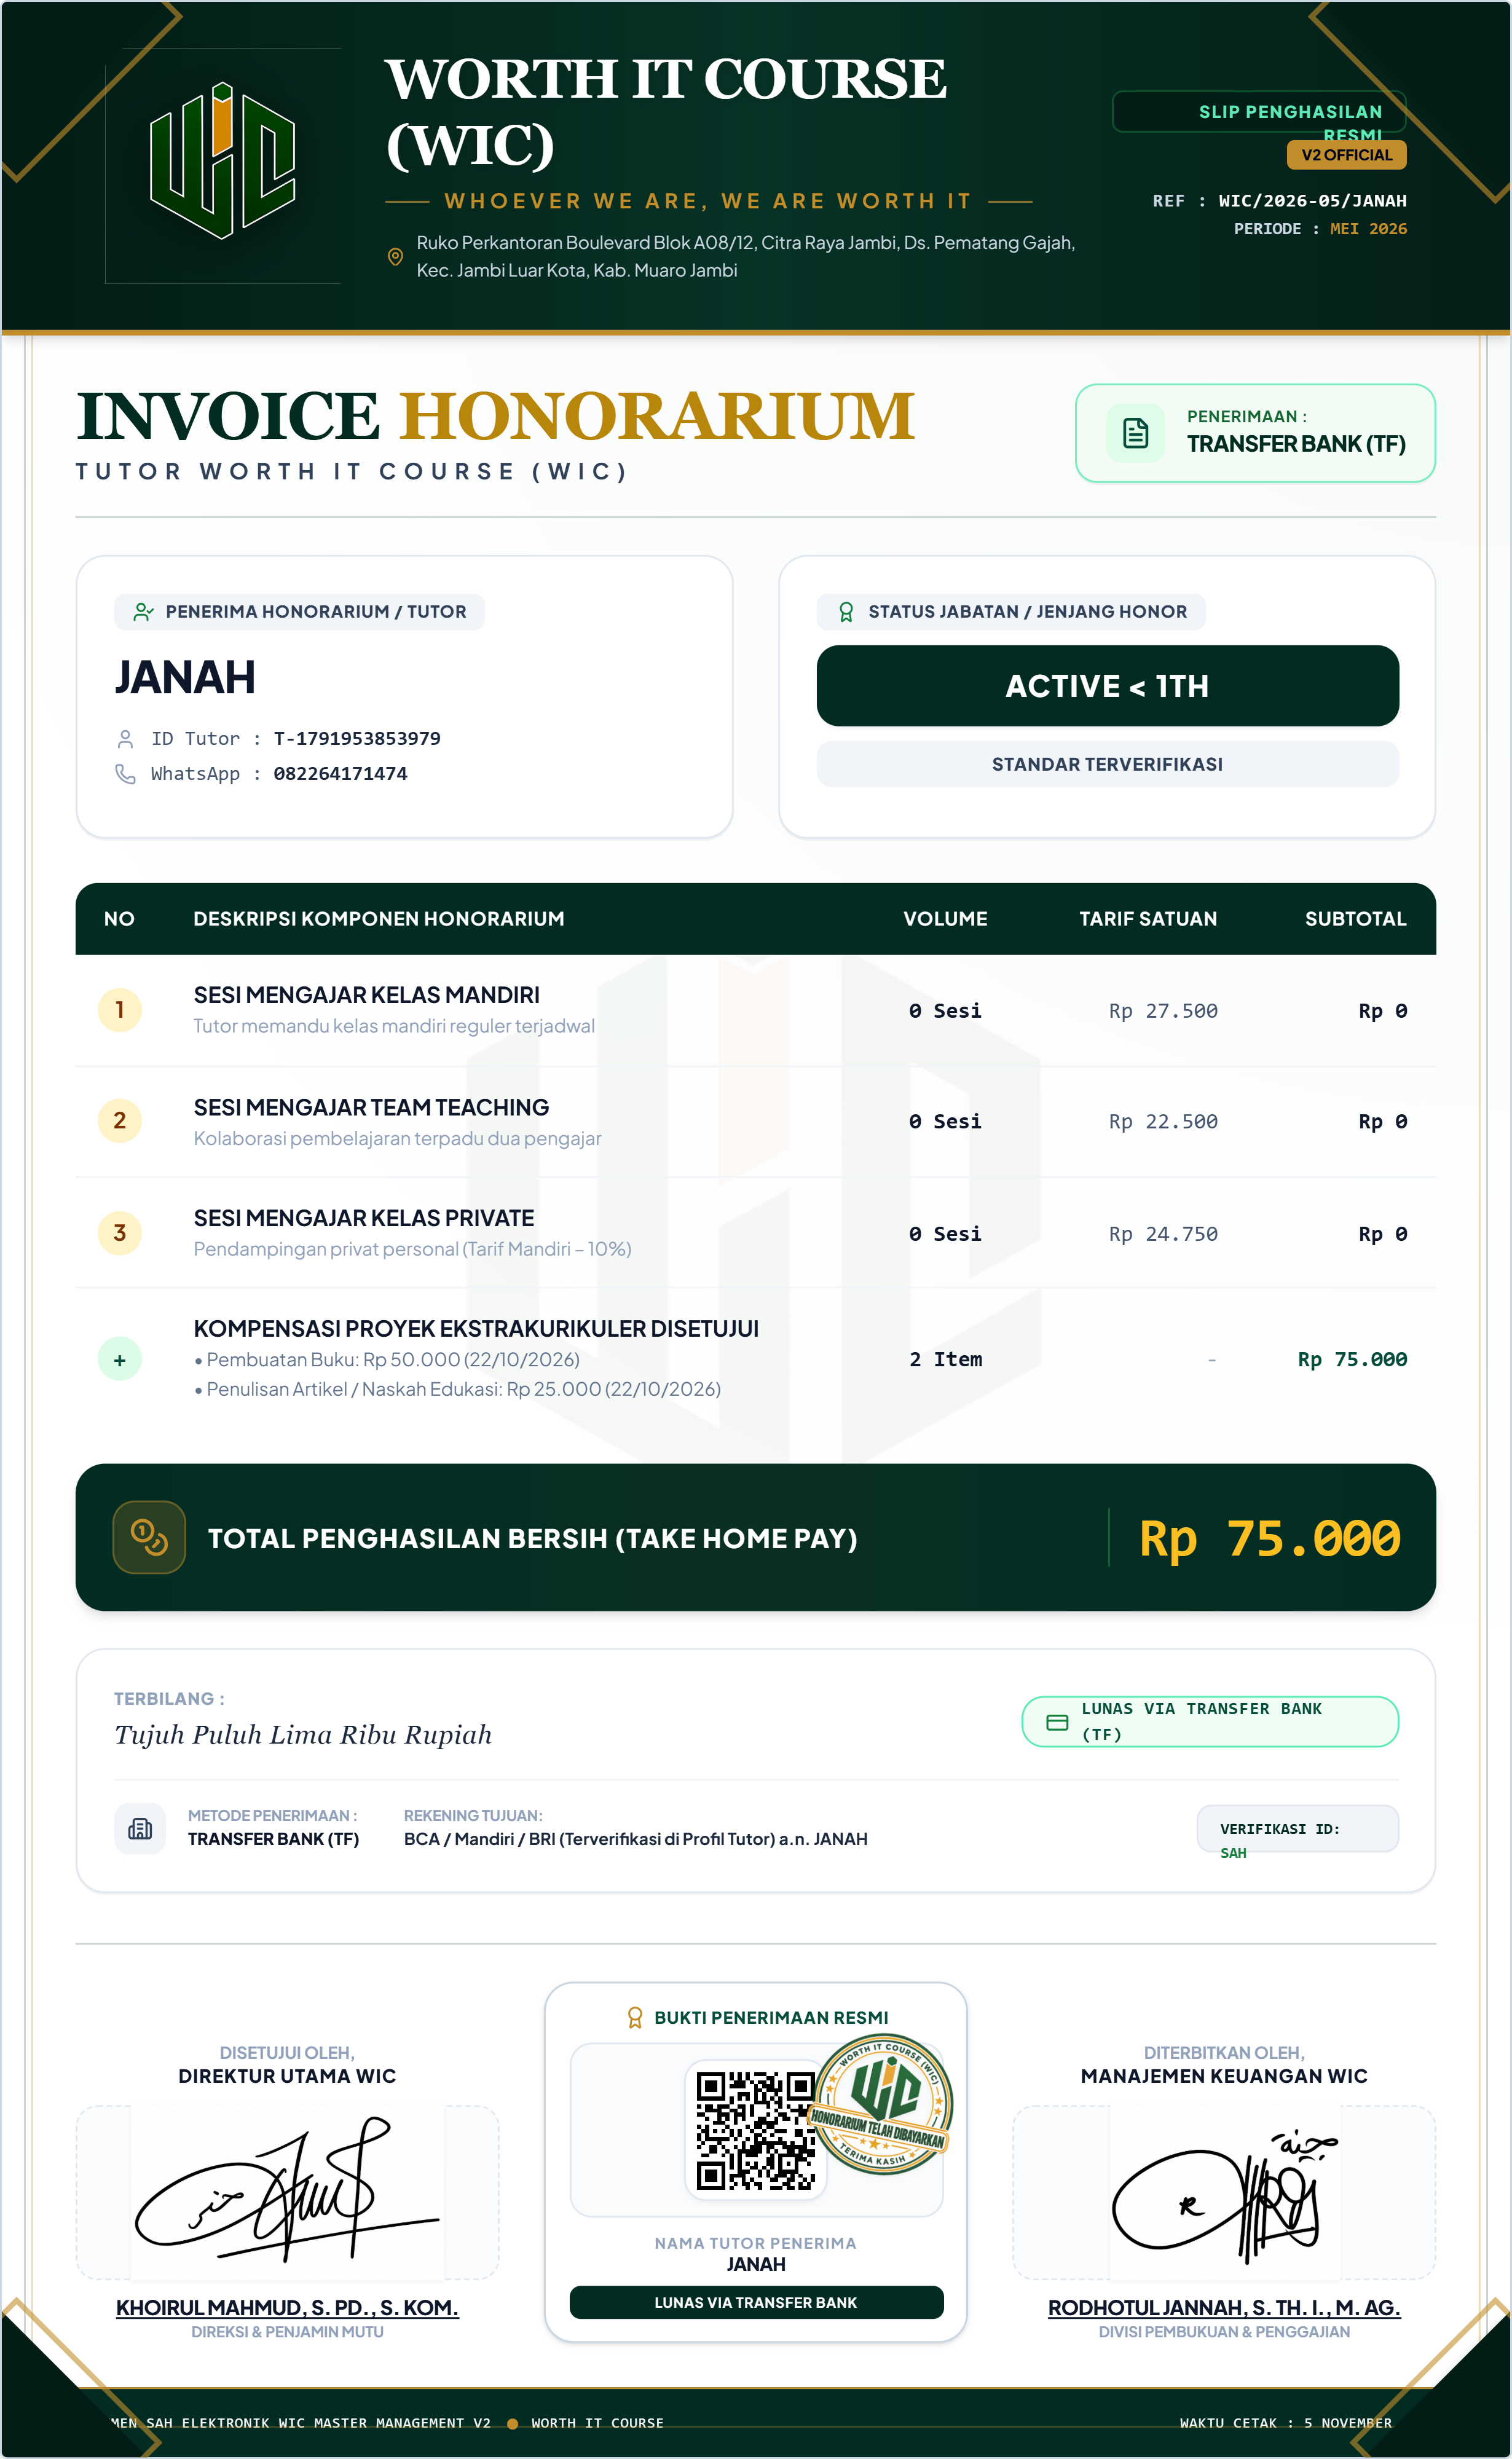 WORTH IT COURSE
(WIC)
WHOEVER WE ARE, WE ARE WORTH IT
Ruko Perkantoran Boulevard Blok A08/12, Citra Raya Jambi, Ds. Pematang Gajah,
Kec. Jambi Luar Kota, Kab. Muaro Jambi
SLIP PENGHASILAN
RESMI
V2 OFFICIAL
REF : WIC/2026-05/JANAH
PERIODE : MEI 2026
INVOICE HONORARIUM
TUTOR WORTH IT COURSE (WIC)
PENERIMAAN :
TRANSFER BANK (TF)
PENERIMA HONORARIUM / TUTOR
JANAH
ID Tutor : T-1791953853979
WhatsApp : 082264171474
STATUS JABATAN / JENJANG HONOR
ACTIVE < 1TH
STANDAR TERVERIFIKASI
NO DESKRIPSI KOMPONEN HONORARIUM VOLUME TARIF SATUAN SUBTOTAL
1 SESI MENGAJAR KELAS MANDIRI 0 Sesi Rp 27.500 Rp 0
Tutor memandu kelas mandiri reguler terjadwal
2 SESI MENGAJAR TEAM TEACHING 0 Sesi Rp 22.500 Rp 0
Kolaborasi pembelajaran terpadu dua pengajar
3 SESI MENGAJAR KELAS PRIVATE 0 Sesi Rp 24.750 Rp 0
Pendampingan privat personal (Tarif Mandiri – 10%)
+ KOMPENSASI PROYEK EKSTRAKURIKULER DISETUJUI 2 Item - Rp 75.000
• Pembuatan Buku: Rp 50.000 (22/10/2026)
• Penulisan Artikel / Naskah Edukasi: Rp 25.000 (22/10/2026)
TOTAL PENGHASILAN BERSIH (TAKE HOME PAY) Rp 75.000
TERBILANG :
Tujuh Puluh Lima Ribu Rupiah
LUNAS VIA TRANSFER BANK
(TF)
METODE PENERIMAAN :
TRANSFER BANK (TF)
REKENING TUJUAN:
BCA / Mandiri / BRI (Terverifikasi di Profil Tutor) a.n. JANAH
VERIFIKASI ID:
SAH
DISETUJUI OLEH,
DIREKTUR UTAMA WIC
KHOIRUL MAHMUD, S. PD., S. KOM.
DIREKSI & PENJAMIN MUTU
BUKTI PENERIMAAN RESMI
WORTH IT COURSE (WIC)
WIC
HONORARIUM TELAH DIBAYARKAN
TERIMA KASIH
NAMA TUTOR PENERIMA
JANAH
LUNAS VIA TRANSFER BANK
DITERBITKAN OLEH,
MANAJEMEN KEUANGAN WIC
RODHOTUL JANNAH, S. TH. I., M. AG.
DIVISI PEMBUKUAN & PENGGAJIAN
MEN SAH ELEKTRONIK WIC MASTER MANAGEMENT V2 ● WORTH IT COURSE
WAKTU CETAK : 5 NOVEMBER